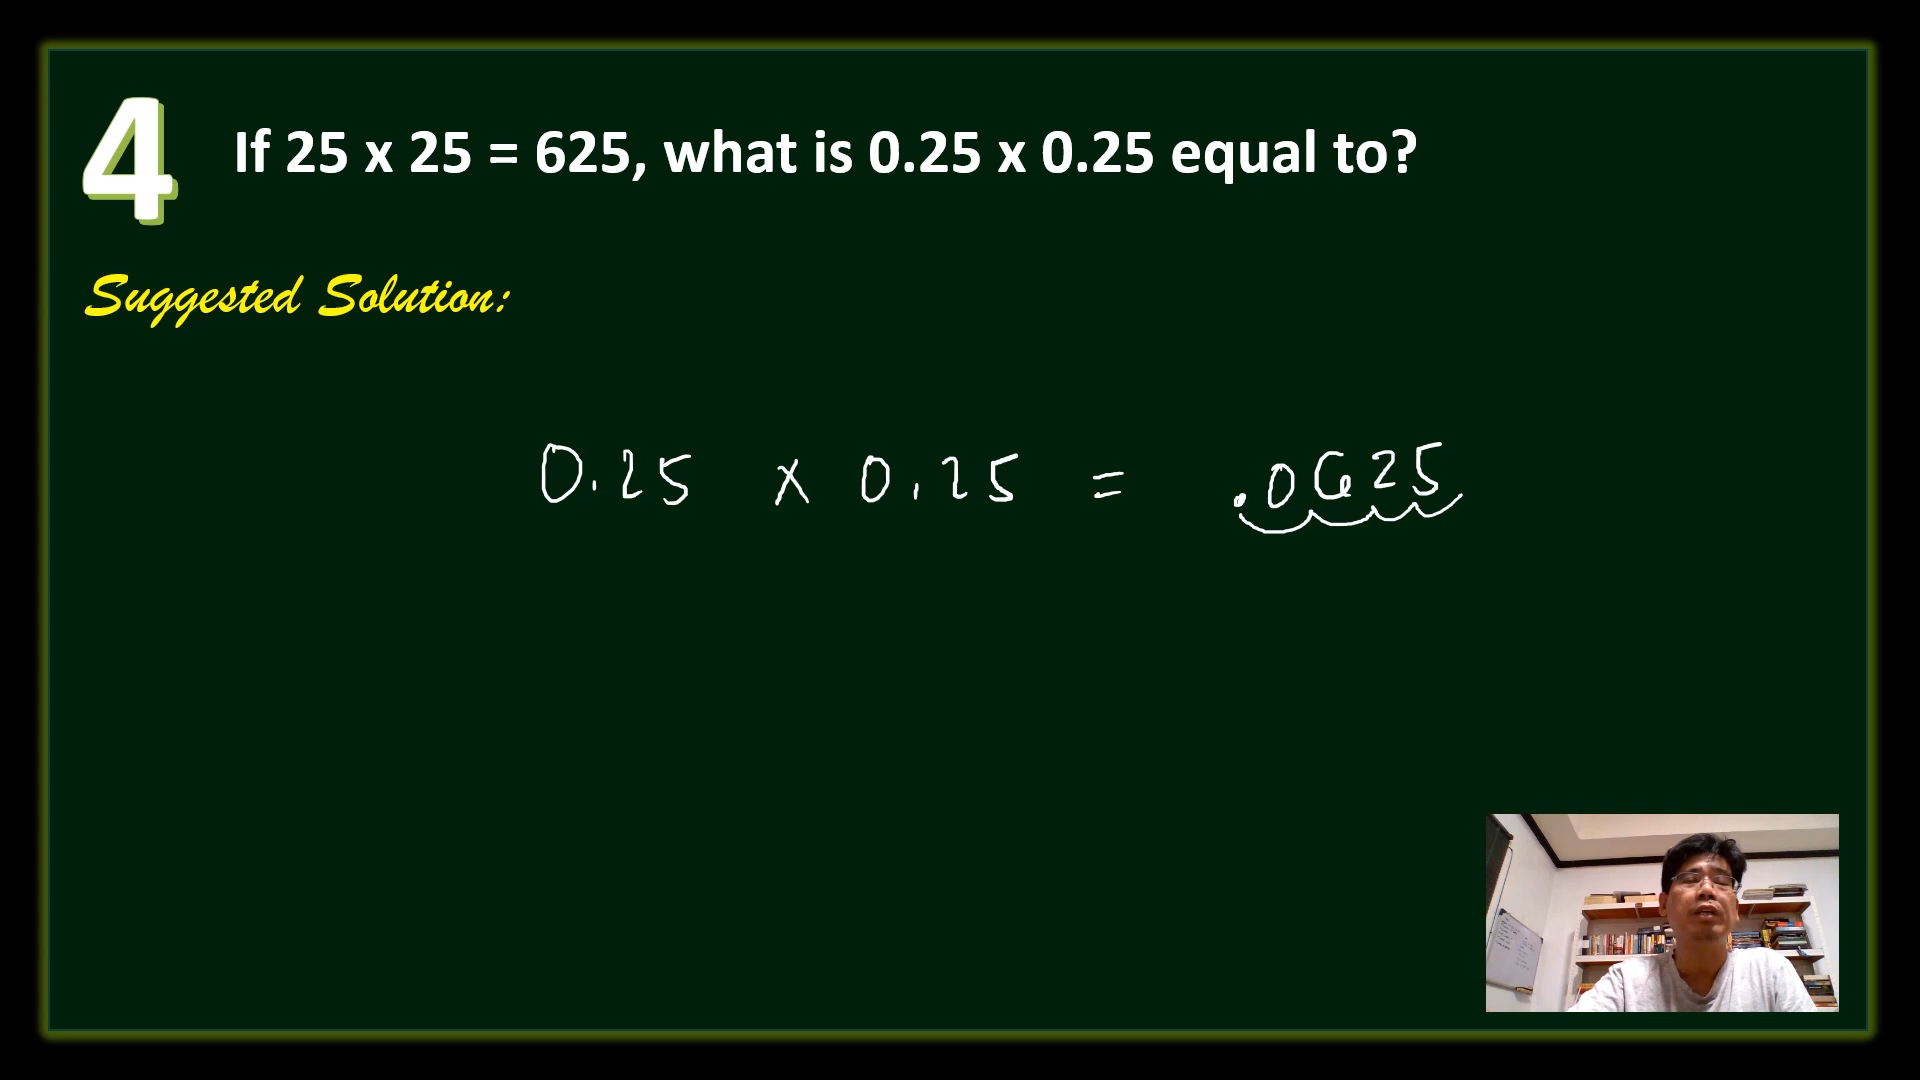 4 If 25 x 25 = 625, what is 0.25 x 0.25 equal to?
Suggested Solution:
0.25 x 0.25 = .0625